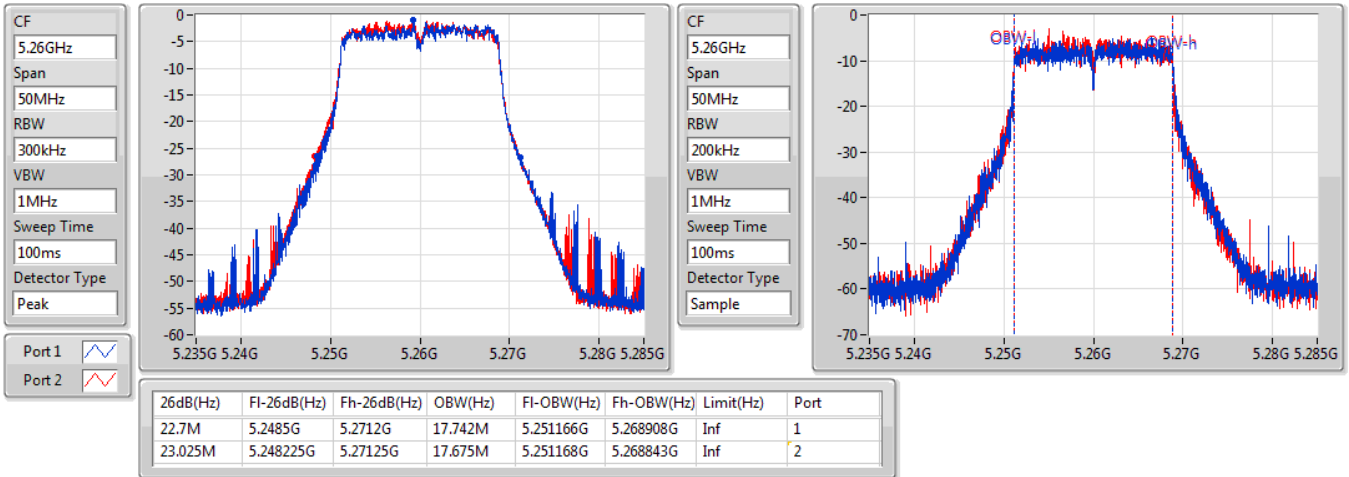 CF
5.26GHz
Span
50MHz
RBW
300kHz
VBW
1MHz
Sweep Time
100ms
Detector Type
Peak
Port 1
Port 2
0-
-5-
-10-
-15-
-20-
-25-
-30-
-35-
-40-
-45-
-50-
-55-
-60-
5.235G 5.24G 5.25G 5.26G 5.27G 5.28G 5.285G
CF
5.26GHz
Span
50MHz
RBW
200kHz
VBW
1MHz
Sweep Time
100ms
Detector Type
Sample
0-
-10-
-20-
-30-
-40-
-50-
-60-
-70-
OBW-l
OBW-h
5.235G 5.24G 5.25G 5.26G 5.27G 5.28G 5.285G
26dB(Hz) Fl-26dB(Hz) Fh-26dB(Hz) OBW(Hz) Fl-OBW(Hz) Fh-OBW(Hz) Limit(Hz) Port
22.7M 5.2485G 5.2712G 17.742M 5.251166G 5.268908G Inf 1
23.025M 5.248225G 5.27125G 17.675M 5.251168G 5.268843G Inf 2